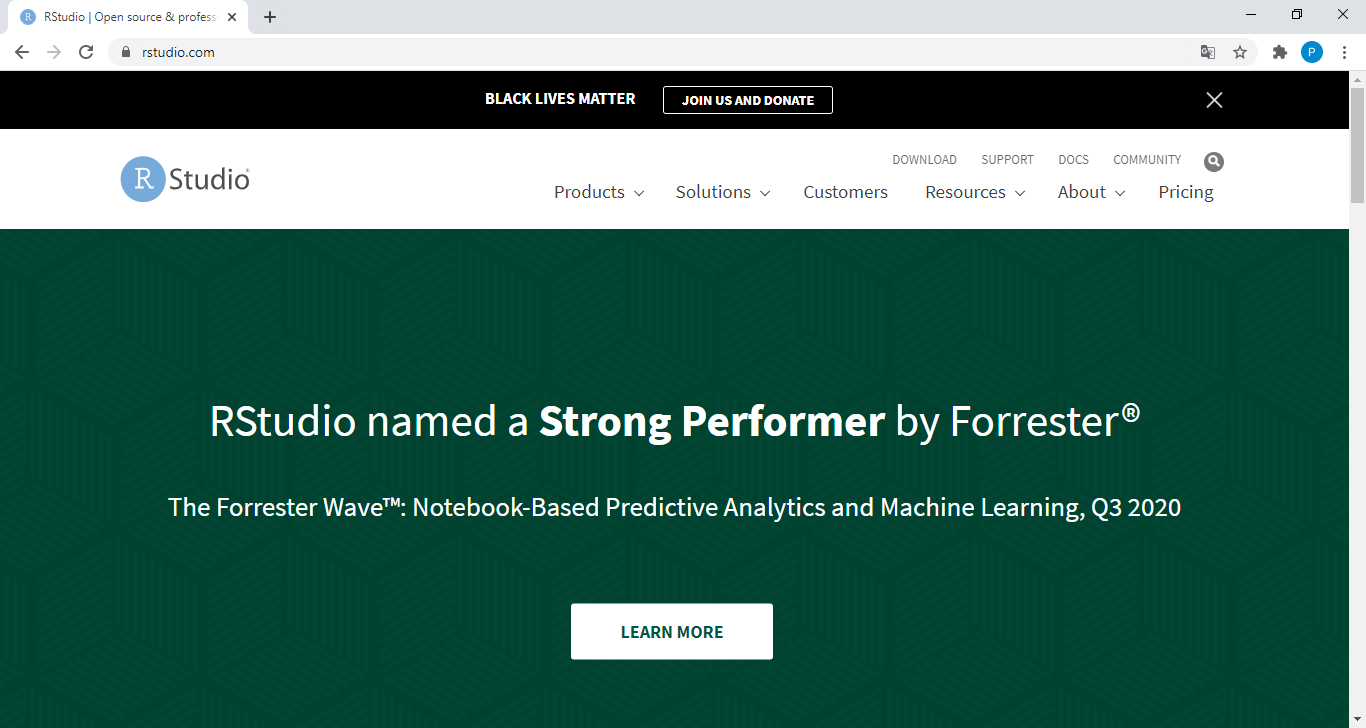 RStudio | Open source & profess
rstudio.com
P
BLACK LIVES MATTER
JOIN US AND DONATE
DOWNLOAD SUPPORT DOCS COMMUNITY
R Studio®
Products Solutions Customers Resources About Pricing
RStudio named a Strong Performer by Forrester®
The Forrester Wave™: Notebook-Based Predictive Analytics and Machine Learning, Q3 2020
LEARN MORE